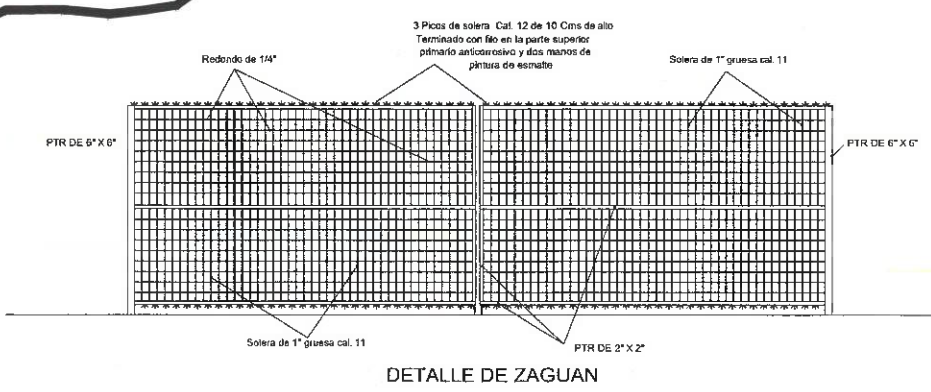 3 Picos de solera Cal. 12 de 10 Cms de alto
Terminado con filo en la parte superior
primario anticorrosivo y dos manos de
pintura de esmalte
Redondo de 1/4"
Solera de 1" gruesa cal. 11
PTR DE 6" X 6"
PTR DE 6" X 6"
Solera de 1" gruesa cal. 11
PTR DE 2" X 2"
DETALLE DE ZAGUAN